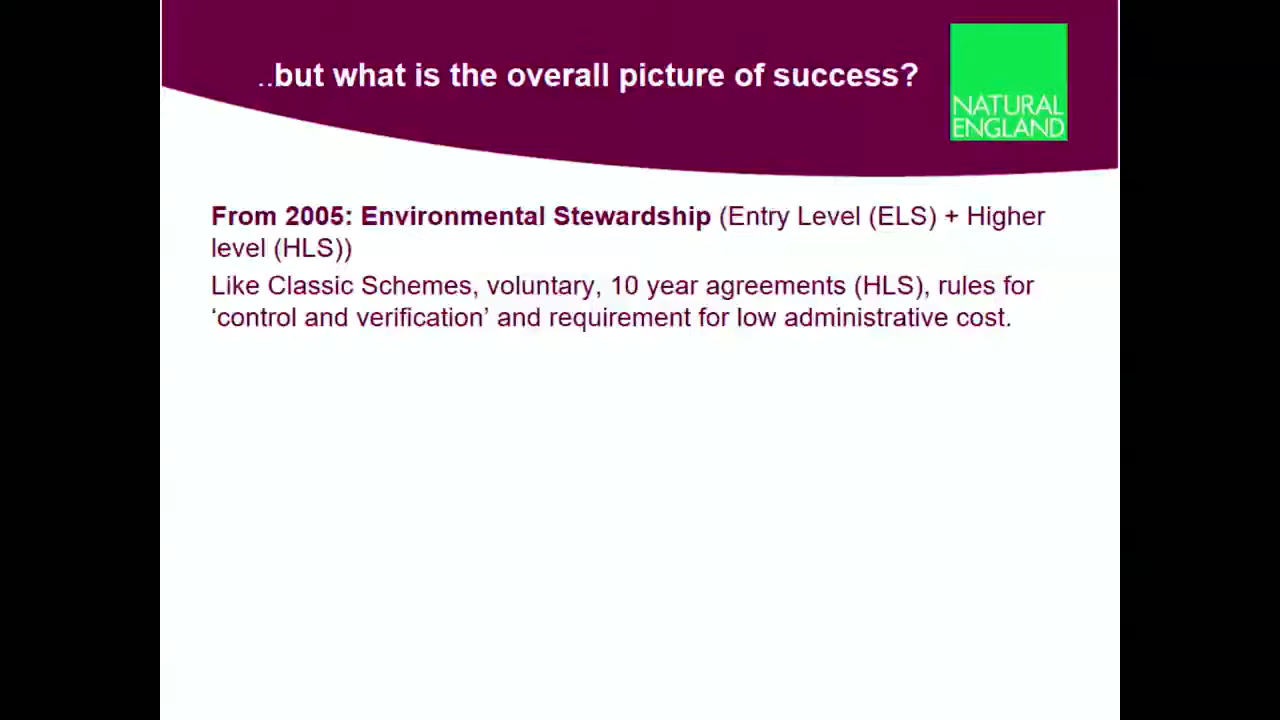 ..but what is the overall picture of success?
NATURAL
ENGLAND
From 2005: Environmental Stewardship (Entry Level (ELS) + Higher
level (HLS))
Like Classic Schemes, voluntary, 10 year agreements (HLS), rules for
‘control and verification’ and requirement for low administrative cost.